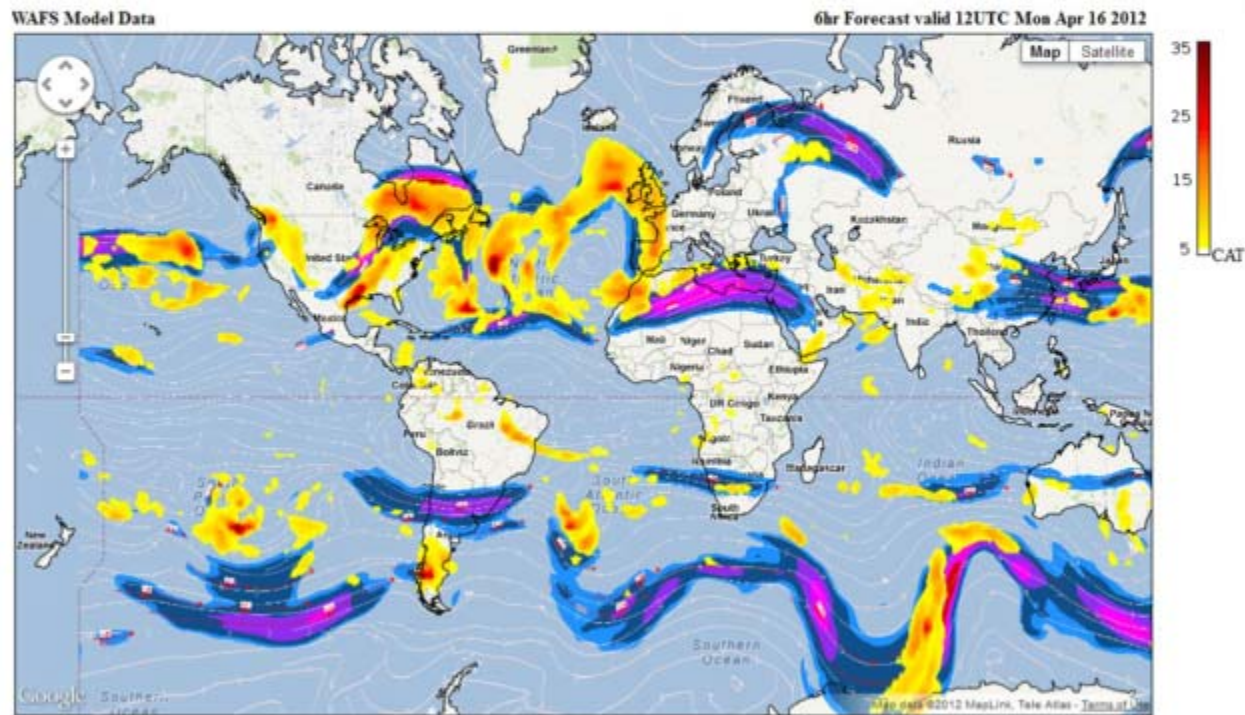 WAFS Model Data
6hr Forecast valid 12UTC Mon Apr 16 2012
Map
Satellite
35
25
15
5
CAT
Greenland
Iceland
Norway
Russia
Canada
Poland
Germany
Kazakhstan
Turkey
Japan
United
Mexico
Iran
India
Thailand
Mali
Niger
Chad
Sudan
Nigeria
Ethiopia
Kenya
DR Congo
Tanzania
Venezuela
Peru
Brazil
Bolivia
Namibia
Madagascar
Indian
South
Africa
New
Zealand
Southern
Ocean
Google
Southern
Ocean
Map data ©2012 MapLink, Tele Atlas - Terms of Use